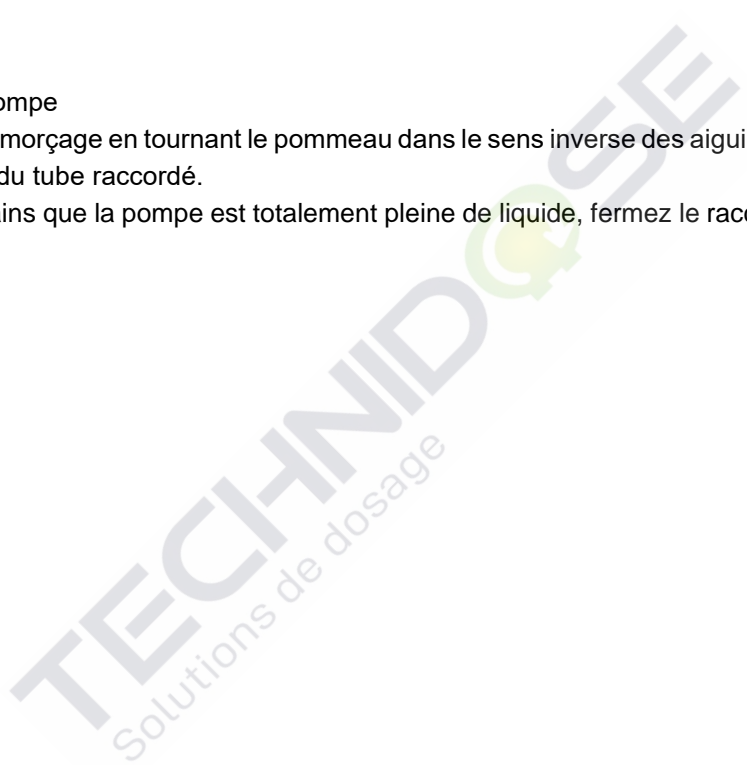 ompe
morçage en tournant le pommeau dans le sens inverse des aigui
du tube raccordé.
ins que la pompe est totalement pleine de liquide, fermez le racc
TECHNIDOSE
Solutions de dosage